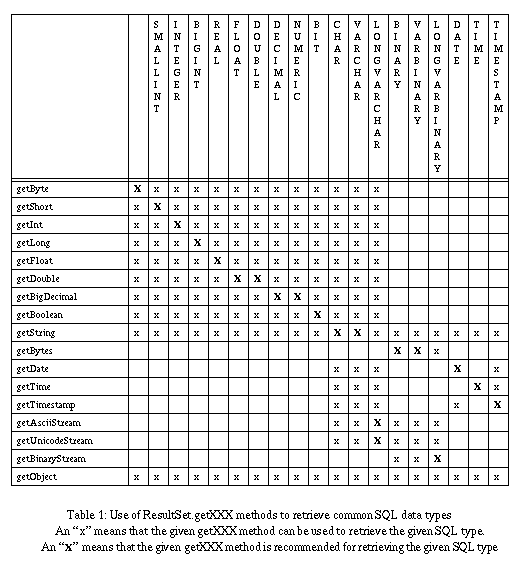 SMALLINT
INTEGER
BIGINT
REAL
FLOAT
DOUBLE
DECIMAL
NUMERIC
BIT
CHAR
VARCHAR
LONGVARCHAR
BINARY
VARBINARY
LONGVARBINARY
DATE
TIME
TIMESTAMP
getByte X x x x x x x x x x x x x
getShort x X x x x x x x x x x x x
getInt x x X x x x x x x x x x x
getLong x x x X x x x x x x x x x
getFloat x x x x X x x x x x x x x
getDouble x x x x x X X x x x x x x
getBigDecimal x x x x x x x X X x x x x
getBoolean x x x x x x x x x X x x x
getString x x x x x x x x x x X X x x x x x x x
getBytes X X x
getDate x x x X x
getTime x x x X x
getTimestamp x x x x X
getAsciiStream x x X x x x
getUnicodeStream x x X x x x
getBinaryStream x x X
getObject x x x x x x x x x x x x x x x x x x x
Table 1: Use of ResultSet.getXXX methods to retrieve common SQL data types
An “x” means that the given getXXX method can be used to retrieve the given SQL type.
An “x” means that the given getXXX method is recommended for retrieving the given SQL type